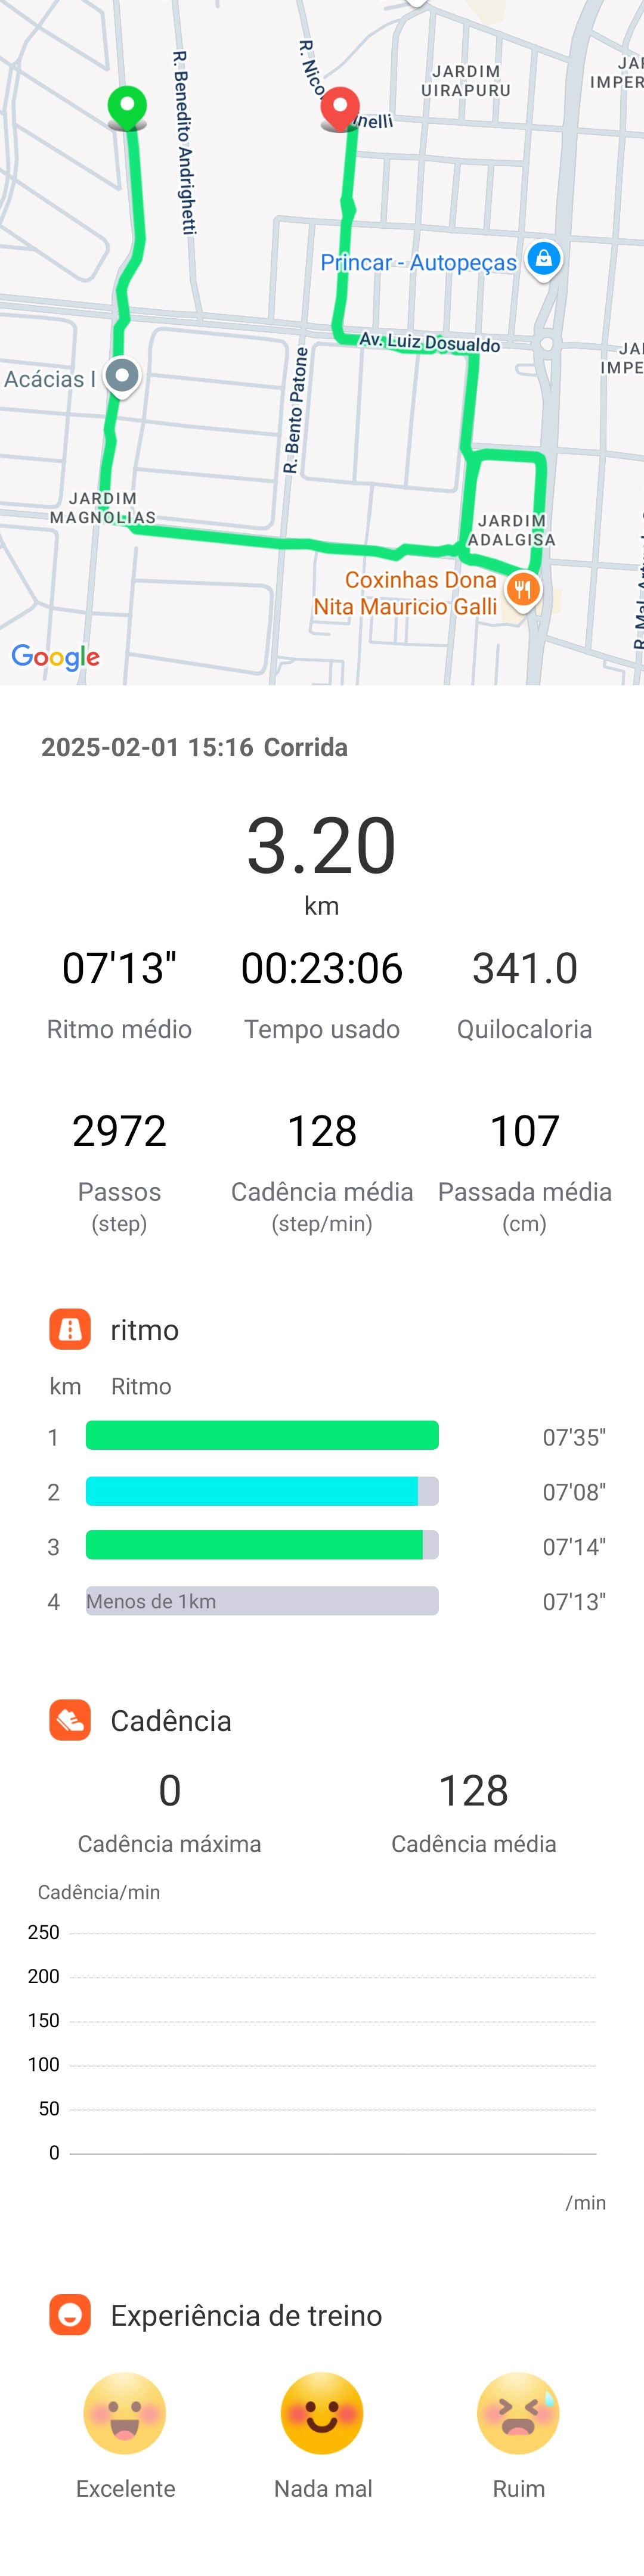 R. Benedito Andrighetti
R. Nico
nelli
JARDIM
UIRAPURU
JA
IMPER
Princar - Autopeças
Av. Luiz Dosualdo
JA
IMPE
Acácias I
R. Bento Patone
JARDIM
MAGNOLIAS
JARDIM
ADALGISA
Coxinhas Dona
Nita Mauricio Galli
R. Mal.
Google
2025-02-01 15:16 Corrida
3.20
km
07'13" 00:23:06 341.0
Ritmo médio Tempo usado Quilocaloria
2972 128 107
Passos Cadência média Passada média
(step) (step/min) (cm)
ritmo
km Ritmo
1 07'35"
2 07'08"
3 07'14"
4 Menos de 1km 07'13"
Cadência
0 128
Cadência máxima Cadência média
Cadência/min
250
200
150
100
50
0
/min
Experiência de treino
Excelente Nada mal Ruim